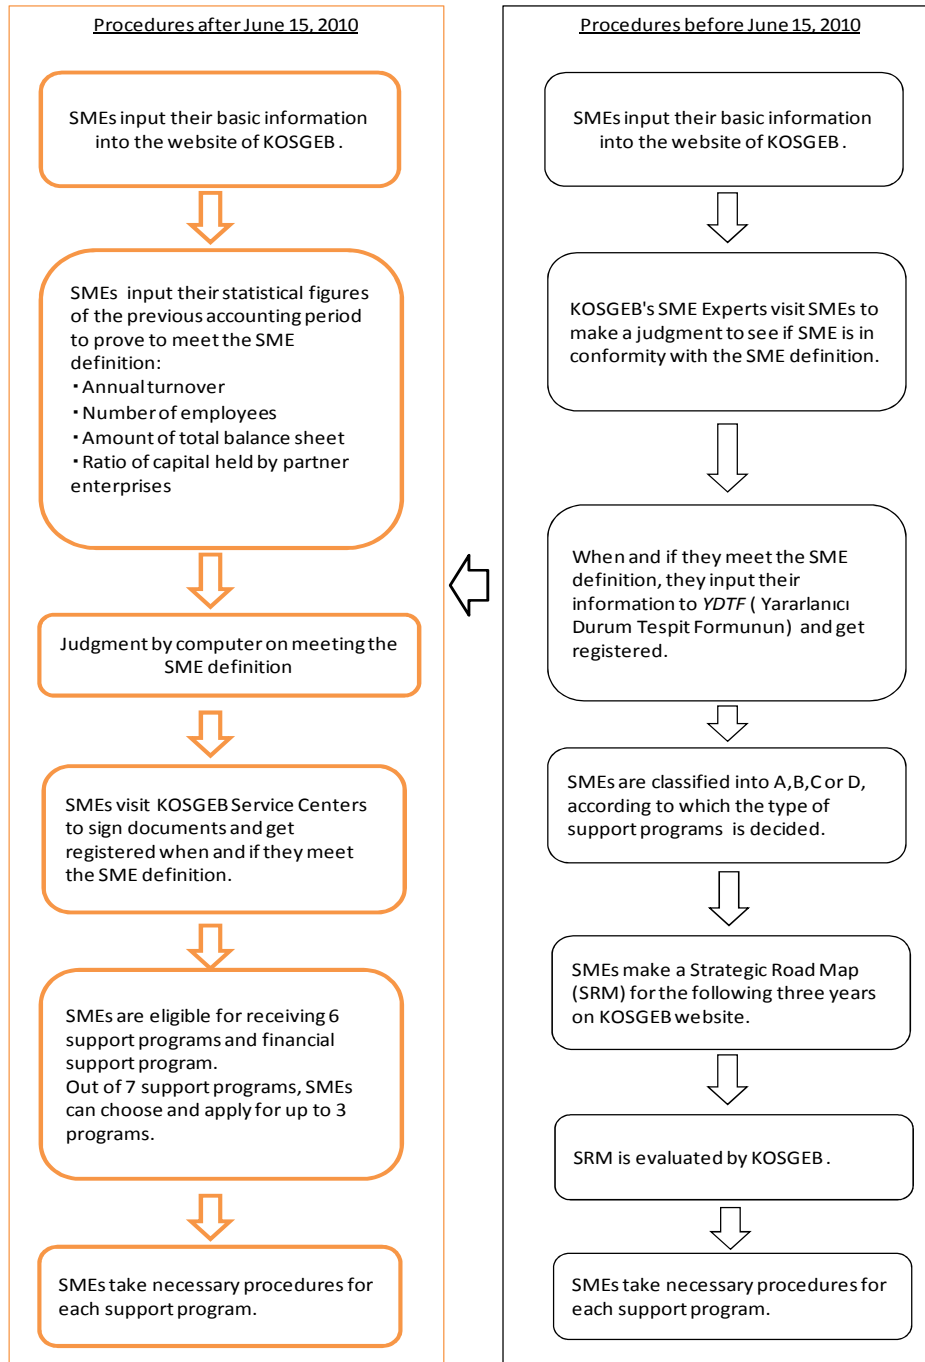 Procedures after June 15, 2010
SMEs input their basic information
into the website of KOSGEB .
SMEs input their statistical figures
of the previous accounting period
to prove to meet the SME
definition:
・Annual turnover
・Number of employees
・Amount of total balance sheet
・Ratio of capital held by partner
enterprises
Judgment by computer on meeting the
SME definition
SMEs visit KOSGEB Service Centers
to sign documents and get
registered when and if they meet
the SME definition.
SMEs are eligible for receiving 6
support programs and financial
support program.
Out of 7 support programs, SMEs
can choose and apply for up to 3
programs.
SMEs take necessary procedures for
each support program.
Procedures before June 15, 2010
SMEs input their basic information
into the website of KOSGEB .
KOSGEB's SME Experts visit SMEs to
make a judgment to see if SME is in
conformity with the SME definition.
When and if they meet the SME
definition, they input their
information to YDTF ( Yararlanıcı
Durum Tespit Formunun) and get
registered.
SMEs are classified into A,B,C or D,
according to which the type of
support programs is decided.
SMEs make a Strategic Road Map
(SRM) for the following three years
on KOSGEB website.
SRM is evaluated by KOSGEB .
SMEs take necessary procedures for
each support program.